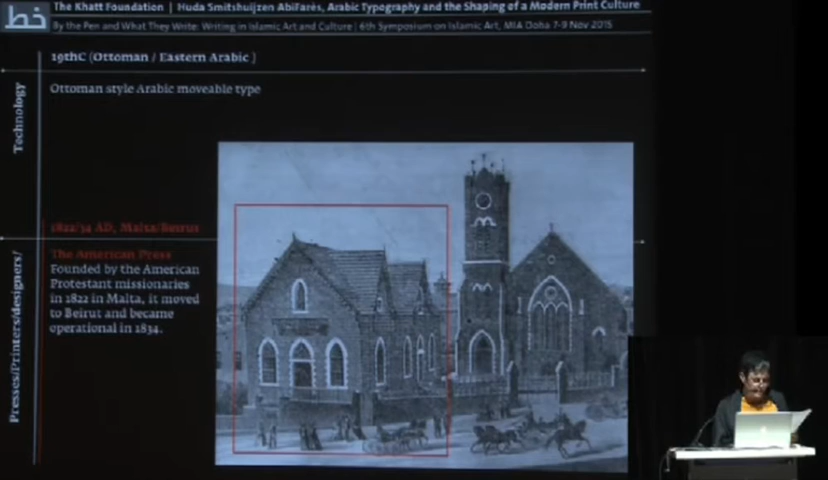 خط
The Khatt Foundation | Huda Smitshuijzen AbiFarès, Arabic Typography and the Shaping of a Modern Print Culture
By the Pen and What They Write: Writing in Islamic Art and Culture | 6th Symposium on Islamic Art, MIA Doha 7-9 Nov 2015
19thC (Ottoman / Eastern Arabic )
Technology
Ottoman style Arabic moveable type
1822/34 AD, Malta/Beirut
Presses/Printers/designers/
The American Press
Founded by the American
Protestant missionaries
in 1822 in Malta, it moved
to Beirut and became
operational in 1834.